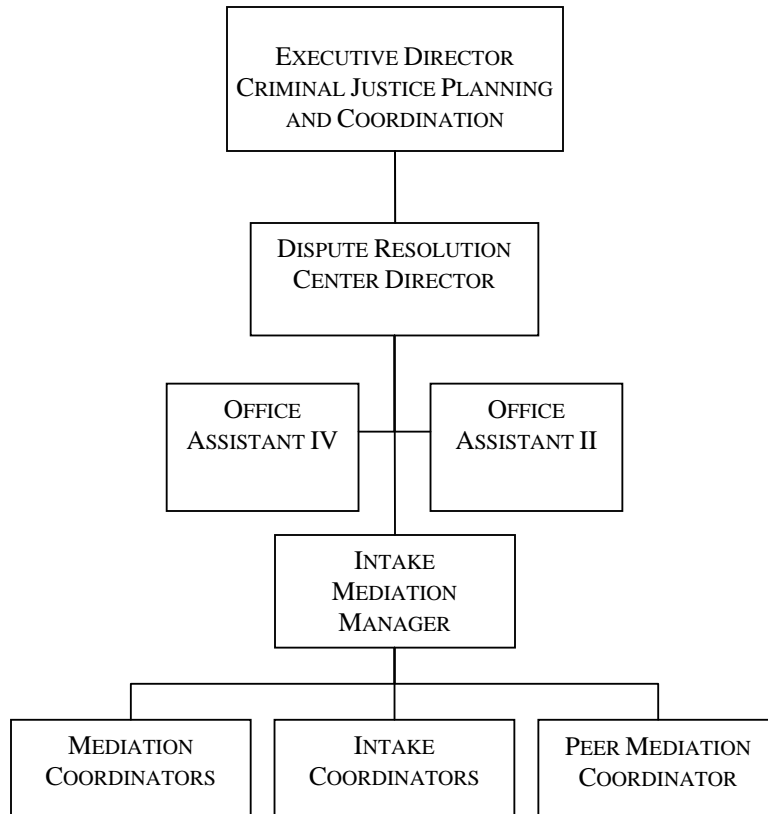 EXECUTIVE DIRECTOR
CRIMINAL JUSTICE PLANNING
AND COORDINATION
DISPUTE RESOLUTION
CENTER DIRECTOR
OFFICE
ASSISTANT IV
OFFICE
ASSISTANT II
INTAKE
MEDIATION
MANAGER
MEDIATION
COORDINATORS
INTAKE
COORDINATORS
PEER MEDIATION
COORDINATOR